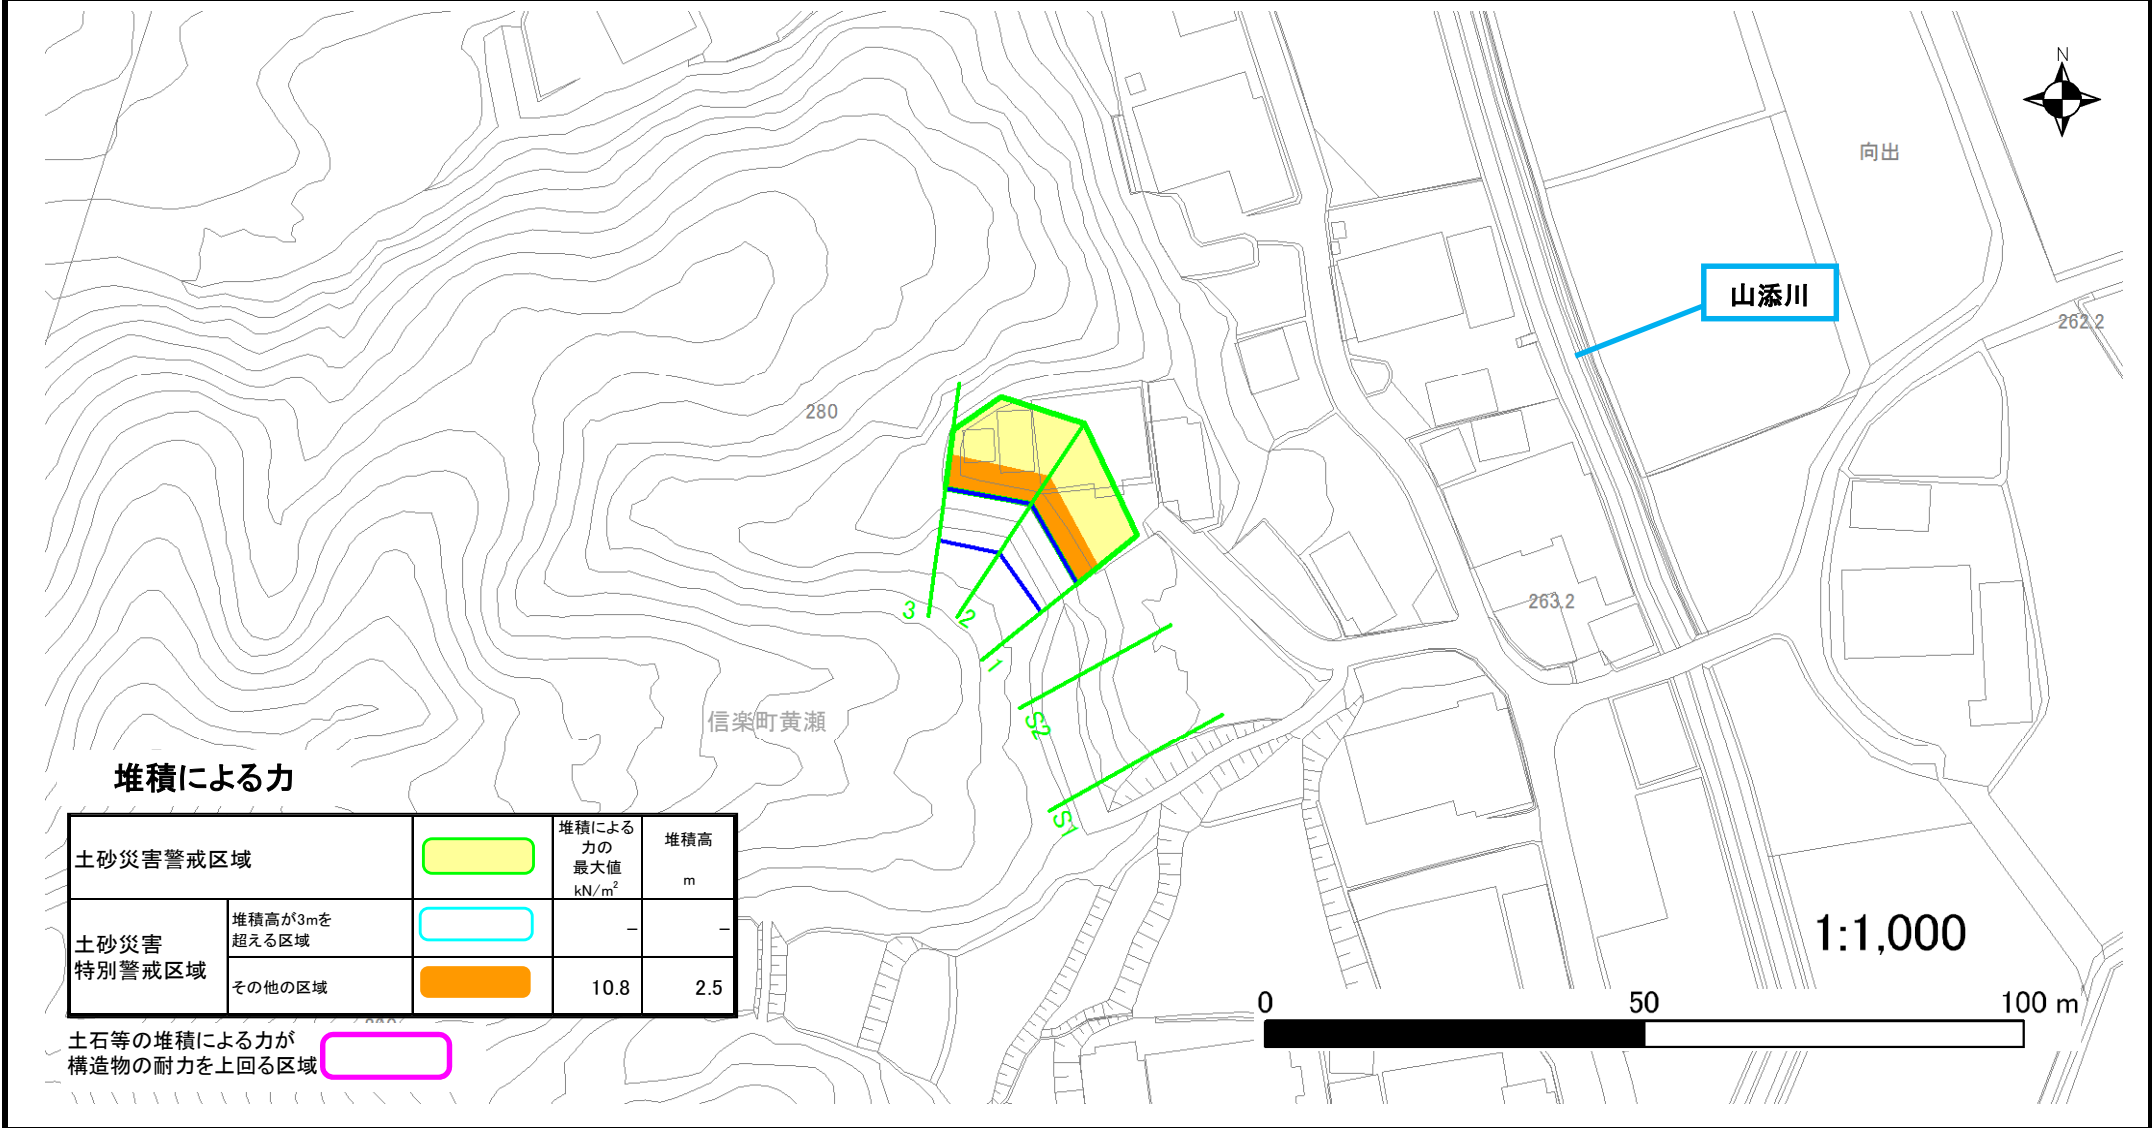 N
向出
山添川
262.2
280
263.2
3
2
1
S2
S1
信楽町黄瀬
堆積による力
土砂災害警戒区域
堆積による
力の
最大値
kN/m²
堆積高
m
土砂災害
特別警戒区域
堆積高が3mを
超える区域
−
−
その他の区域
10.8
2.5
土石等の堆積による力が
構造物の耐力を上回る区域
1:1,000
0
50
100 m